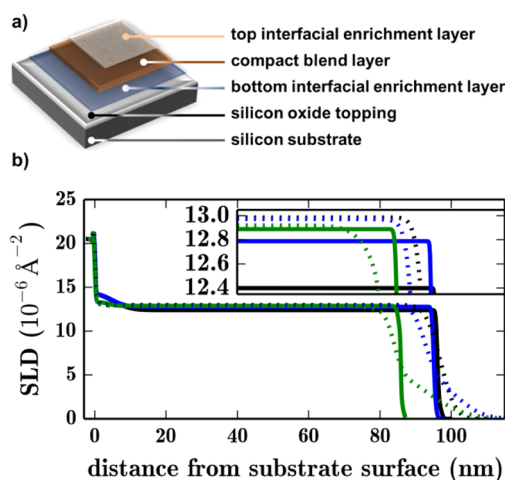 a)
top interfacial enrichment layer
compact blend layer
bottom interfacial enrichment layer
silicon oxide topping
silicon substrate
b)
25
20
15
10
5
0
SLD (10⁻⁶ Å⁻²)
13.0
12.8
12.6
12.4
0 20 40 60 80 100
distance from substrate surface (nm)